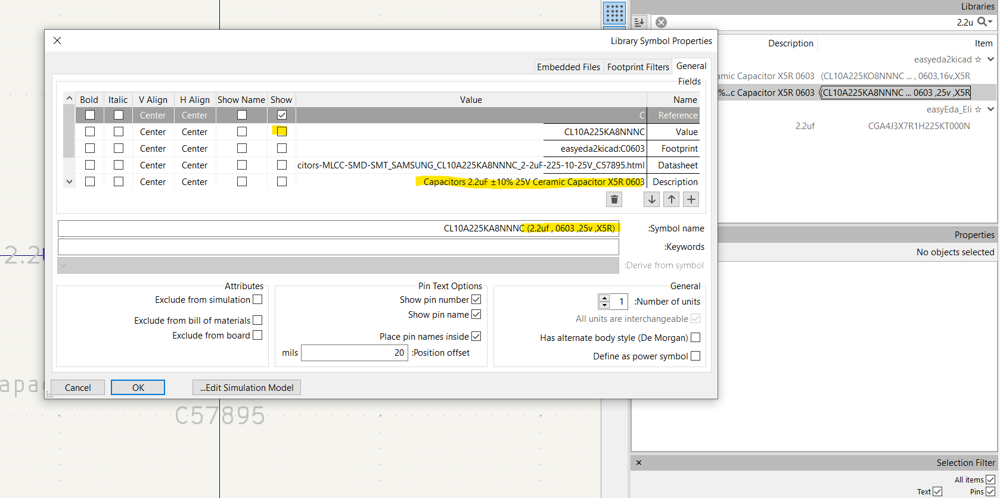 Libraries
2.2u
Description Item
easyeda2kicad
amic Capacitor X5R 0603 (CL10A225KO8NNNC ... , 0603,16v,X5R
%...c Capacitor X5R 0603 (CL10A225KA8NNNC ... 0603 ,25v ,X5R
easyEda_Eli
2.2uf CGA4J3X7R1H225KT000N
Library Symbol Properties
Embedded Files Footprint Filters General
Fields
Bold Italic V Align H Align Show Name Show Value Name
Center Center C Reference
Center Center CL10A225KA8NNNC Value
Center Center easyeda2kicad:C0603 Footprint
Center Center citors-MLCC-SMD-SMT_SAMSUNG_CL10A225KA8NNNC_2-2uF-225-10-25V_C57895.html Datasheet
Center Center Capacitors 2.2uF ±10% 25V Ceramic Capacitor X5R 0603 Description
CL10A225KA8NNNC (2.2uf , 0603 ,25v ,X5R) :Symbol name
:Keywords
:Derive from symbol
Attributes
Exclude from simulation
Exclude from bill of materials
Exclude from board
Pin Text Options
Show pin number
Show pin name
Place pin names inside
mils 20 :Position offset
General
1 :Number of units
All units are interchangeable
Has alternate body style (De Morgan)
Define as power symbol
Cancel OK ...Edit Simulation Model
Properties
No objects selected
2.2
apac
C57895
Selection Filter
All items
Text Pins